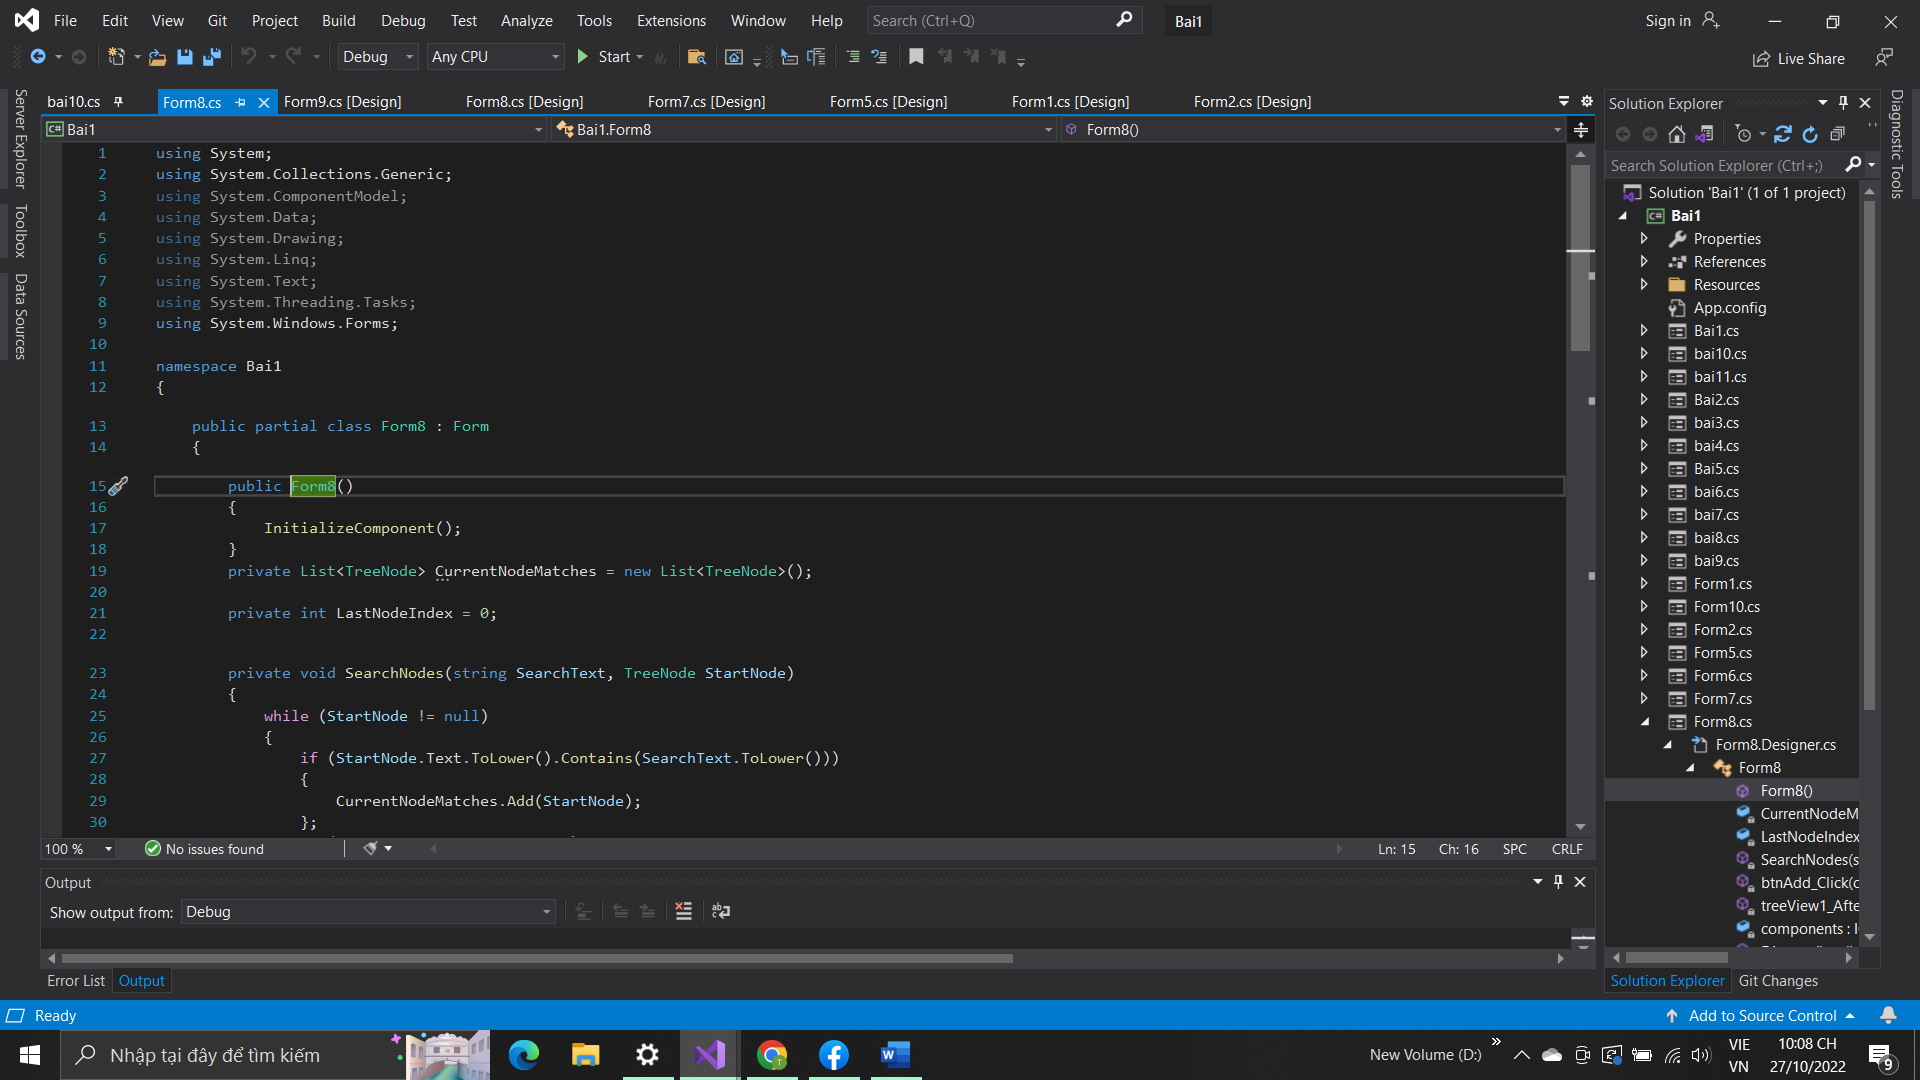 File Edit View Git Project Build Debug Test Analyze Tools Extensions Window Help Search (Ctrl+Q) Bai1 Sign in
Debug Any CPU Start Live Share
Server Explorer
Toolbox
Data Sources
bai10.cs Form8.cs Form9.cs [Design] Form8.cs [Design] Form7.cs [Design] Form5.cs [Design] Form1.cs [Design] Form2.cs [Design]
C# Bai1 Bai1.Form8 Form8()
1 using System;
2 using System.Collections.Generic;
3 using System.ComponentModel;
4 using System.Data;
5 using System.Drawing;
6 using System.Linq;
7 using System.Text;
8 using System.Threading.Tasks;
9 using System.Windows.Forms;
10
11 namespace Bai1
12 {
13 public partial class Form8 : Form
14 {
15 public Form8()
16 {
17 InitializeComponent();
18 }
19 private List<TreeNode> CurrentNodeMatches = new List<TreeNode>();
20
21 private int LastNodeIndex = 0;
22
23 private void SearchNodes(string SearchText, TreeNode StartNode)
24 {
25 while (StartNode != null)
26 {
27 if (StartNode.Text.ToLower().Contains(SearchText.ToLower()))
28 {
29 CurrentNodeMatches.Add(StartNode);
30 };
100 % No issues found Ln: 15 Ch: 16 SPC CRLF
Output
Show output from: Debug
Error List Output
Solution Explorer
Search Solution Explorer (Ctrl+;)
Solution 'Bai1' (1 of 1 project)
C# Bai1
Properties
References
Resources
App.config
Bai1.cs
bai10.cs
bai11.cs
Bai2.cs
bai3.cs
bai4.cs
Bai5.cs
bai6.cs
bai7.cs
bai8.cs
bai9.cs
Form1.cs
Form10.cs
Form2.cs
Form5.cs
Form6.cs
Form7.cs
Form8.cs
Form8.Designer.cs
Form8
Form8()
CurrentNodeM
LastNodeIndex
SearchNodes(s
btnAdd_Click(o
treeView1_Afte
components : I
Solution Explorer Git Changes
Diagnostic Tools
Ready Add to Source Control
Nhập tại đây để tìm kiếm New Volume (D:) VIE 10:08 CH
VN 27/10/2022 9